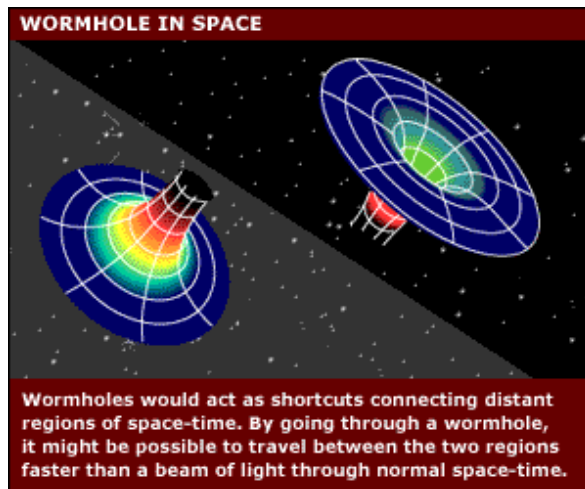 WORMHOLE IN SPACE
Wormholes would act as shortcuts connecting distant
regions of space-time. By going through a wormhole,
it might be possible to travel between the two regions
faster than a beam of light through normal space-time.